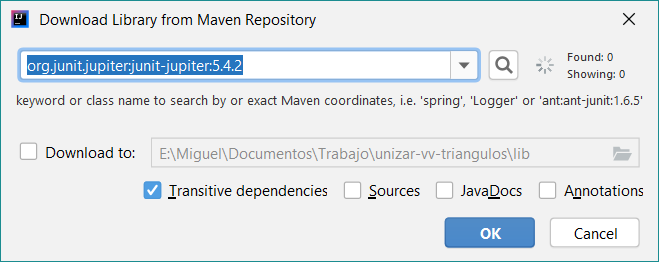 IJ
Download Library from Maven Repository
org.junit.jupiter:junit-jupiter:5.4.2
Found: 0
Showing: 0
keyword or class name to search by or exact Maven coordinates, i.e. 'spring', 'Logger' or 'ant:ant-junit:1.6.5'
Download to:
E:\Miguel\Documentos\Trabajo\unizar-vv-triangulos\lib
Transitive dependencies
Sources
JavaDocs
Annotations
OK
Cancel